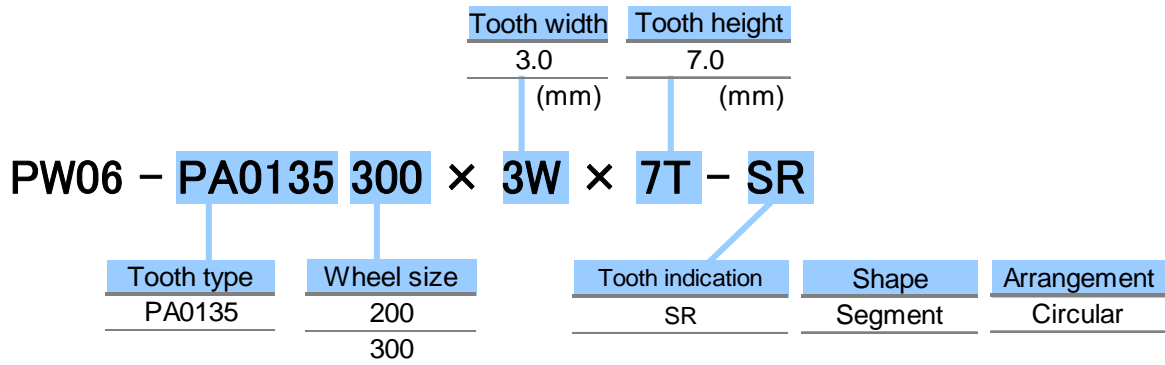 Tooth width Tooth height
3.0 7.0
(mm) (mm)
PW06 - PA0135 300 × 3W × 7T - SR
Tooth type Wheel size Tooth indication Shape Arrangement
PA0135 200 SR Segment Circular
300